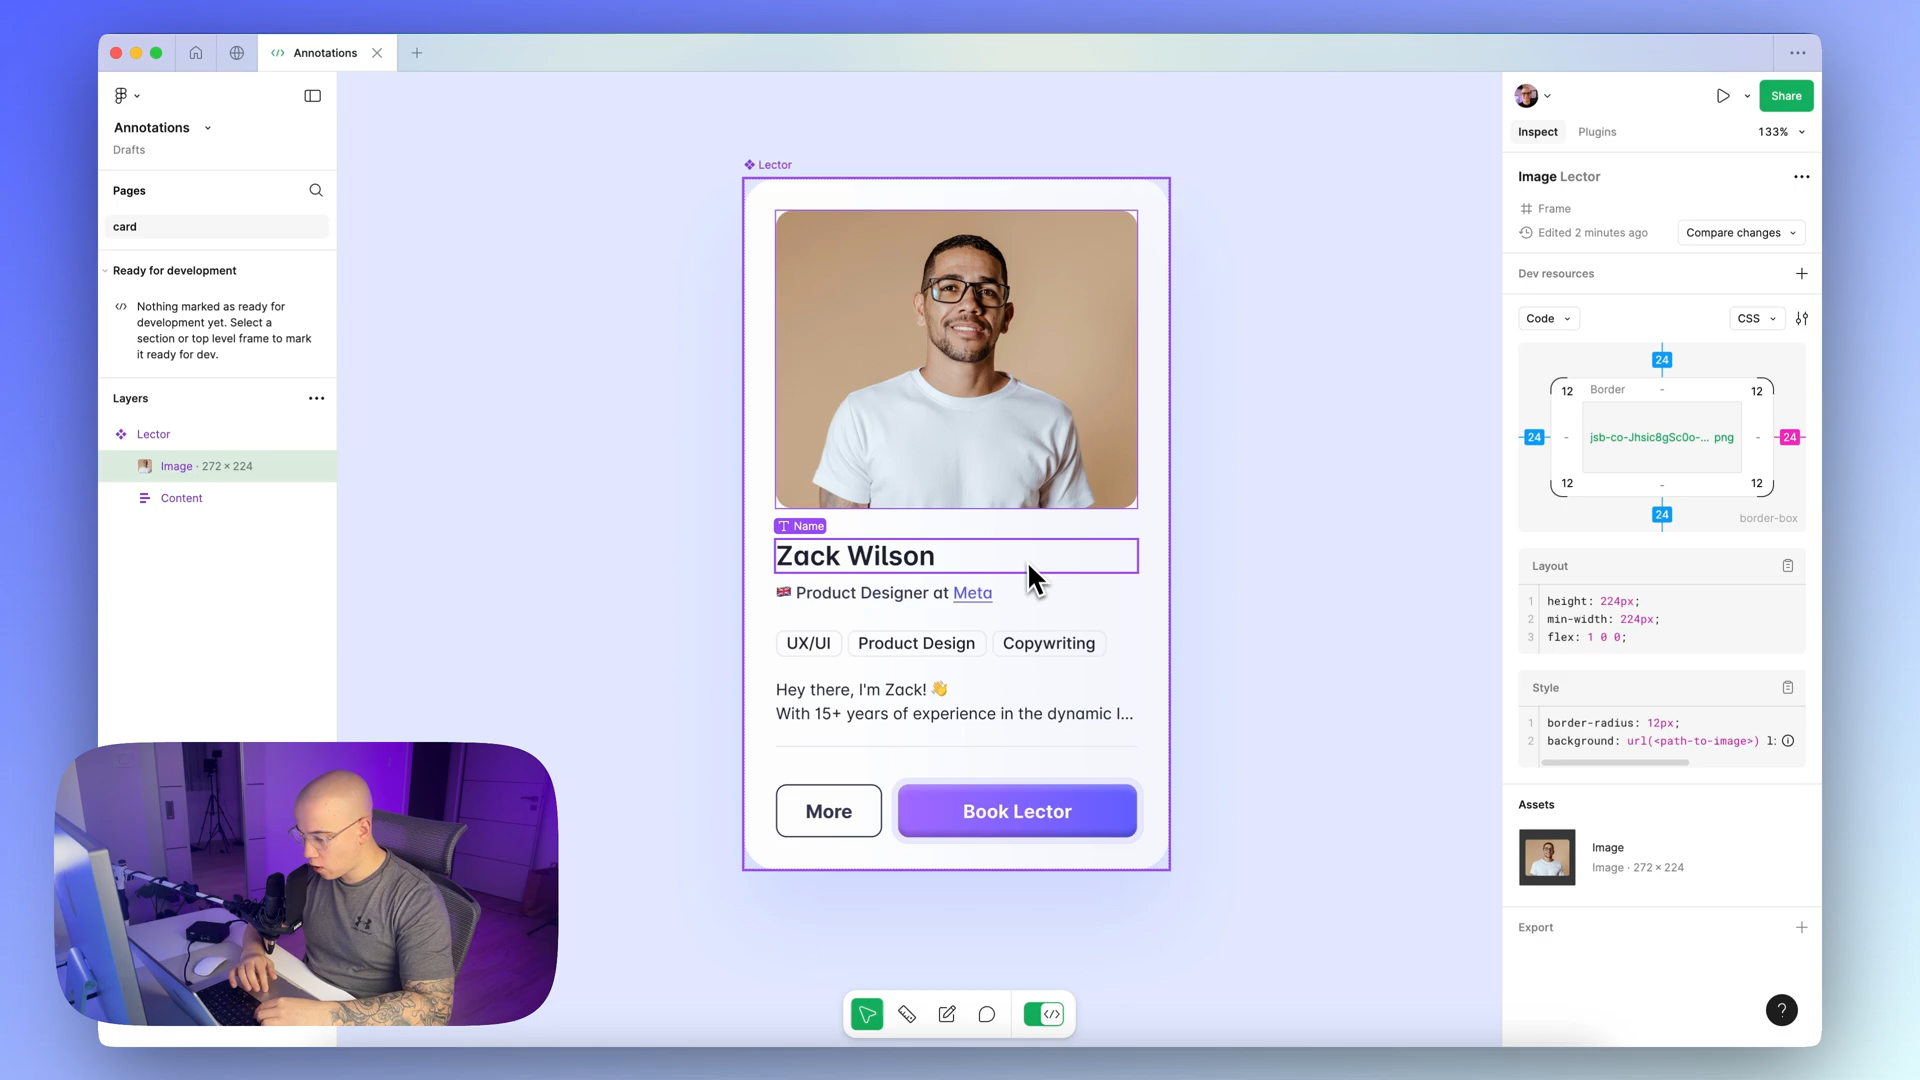 Annotations
Annotations
Drafts
Pages
card
Ready for development
Nothing marked as ready for
development yet. Select a
section or top level frame to mark
it ready for dev.
Layers
Lector
Image · 272 × 224
Content
Lector
Name
Zack Wilson
🇬🇧 Product Designer at Meta
UX/UI
Product Design
Copywriting
Hey there, I'm Zack! 👋
With 15+ years of experience in the dynamic l...
More
Book Lector
Share
Inspect
Plugins
133%
Image Lector
Frame
Edited 2 minutes ago
Compare changes
Dev resources
Code
CSS
24
12
Border
-
12
24
-
jsb-co-Jhsic8gSc0o-... png
-
24
12
-
12
24
border-box
Layout
1 height: 224px;
2 min-width: 224px;
3 flex: 1 0 0;
Style
1 border-radius: 12px;
2 background: url(<path-to-image>) l:
Assets
Image
Image · 272 × 224
Export
?